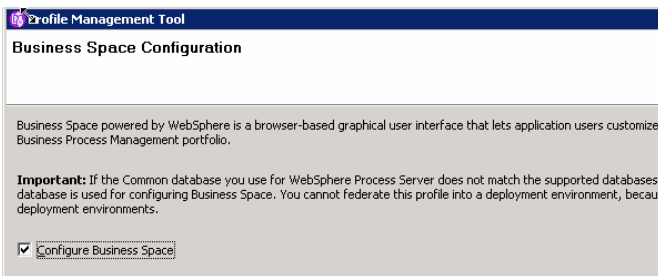 Profile Management Tool
Business Space Configuration
Business Space powered by WebSphere is a browser-based graphical user interface that lets application users customize
Business Process Management portfolio.
Important: If the Common database you use for WebSphere Process Server does not match the supported databases
database is used for configuring Business Space. You cannot federate this profile into a deployment environment, becau
deployment environments.
Configure Business Space